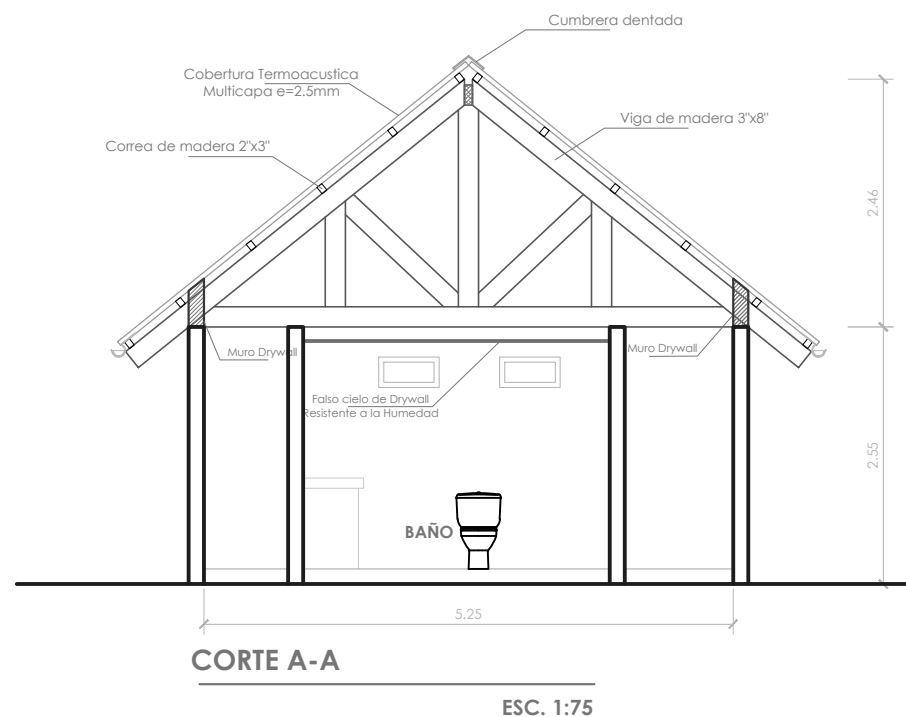 Cumbrera dentada
Cobertura Termoacustica
Multicapa e=2.5mm
Viga de madera 3"x8"
Correa de madera 2"x3"
2.46
Muro Drywall
Muro Drywall
Falso cielo de Drywall
Resistente a la Humedad
2.55
BAÑO
5.25
CORTE A-A
ESC. 1:75